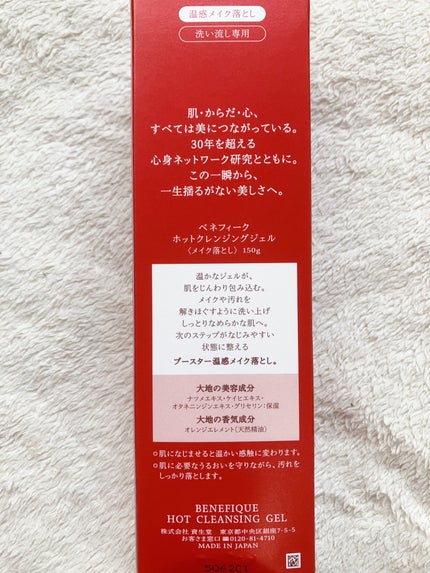 温感メイク落とし
洗い流し専用
肌・からだ・心、
すべては美につながっている。
30年を超える
心身ネットワーク研究とともに。
この一瞬から、
一生揺るがない美しさへ。
ベネフィーク
ホットクレンジングジェル
〈メイク落とし〉150g
温かなジェルが、
肌をじんわり包み込む。
メイクや汚れを
解きほぐすように洗い上げ
しっとりなめらかな肌へ。
次のステップがなじみやすい
状態に整える
ブースター温感メイク落とし。
大地の美容成分
ナツメエキス・ケイヒエキス・
オタネニンジンエキス・グリセリン:保湿
大地の香気成分
オレンジエレメント(天然精油)
○肌になじませると温かい感触に変わります。
○肌に必要なうるおいを守りながら、汚れを
しっかり落とします。
BENEFIQUE
HOT CLEANSING GEL
株式会社 資生堂 東京都中央区銀座7-5-5
お客さま窓口 0120-81-4710
MADE IN JAPAN